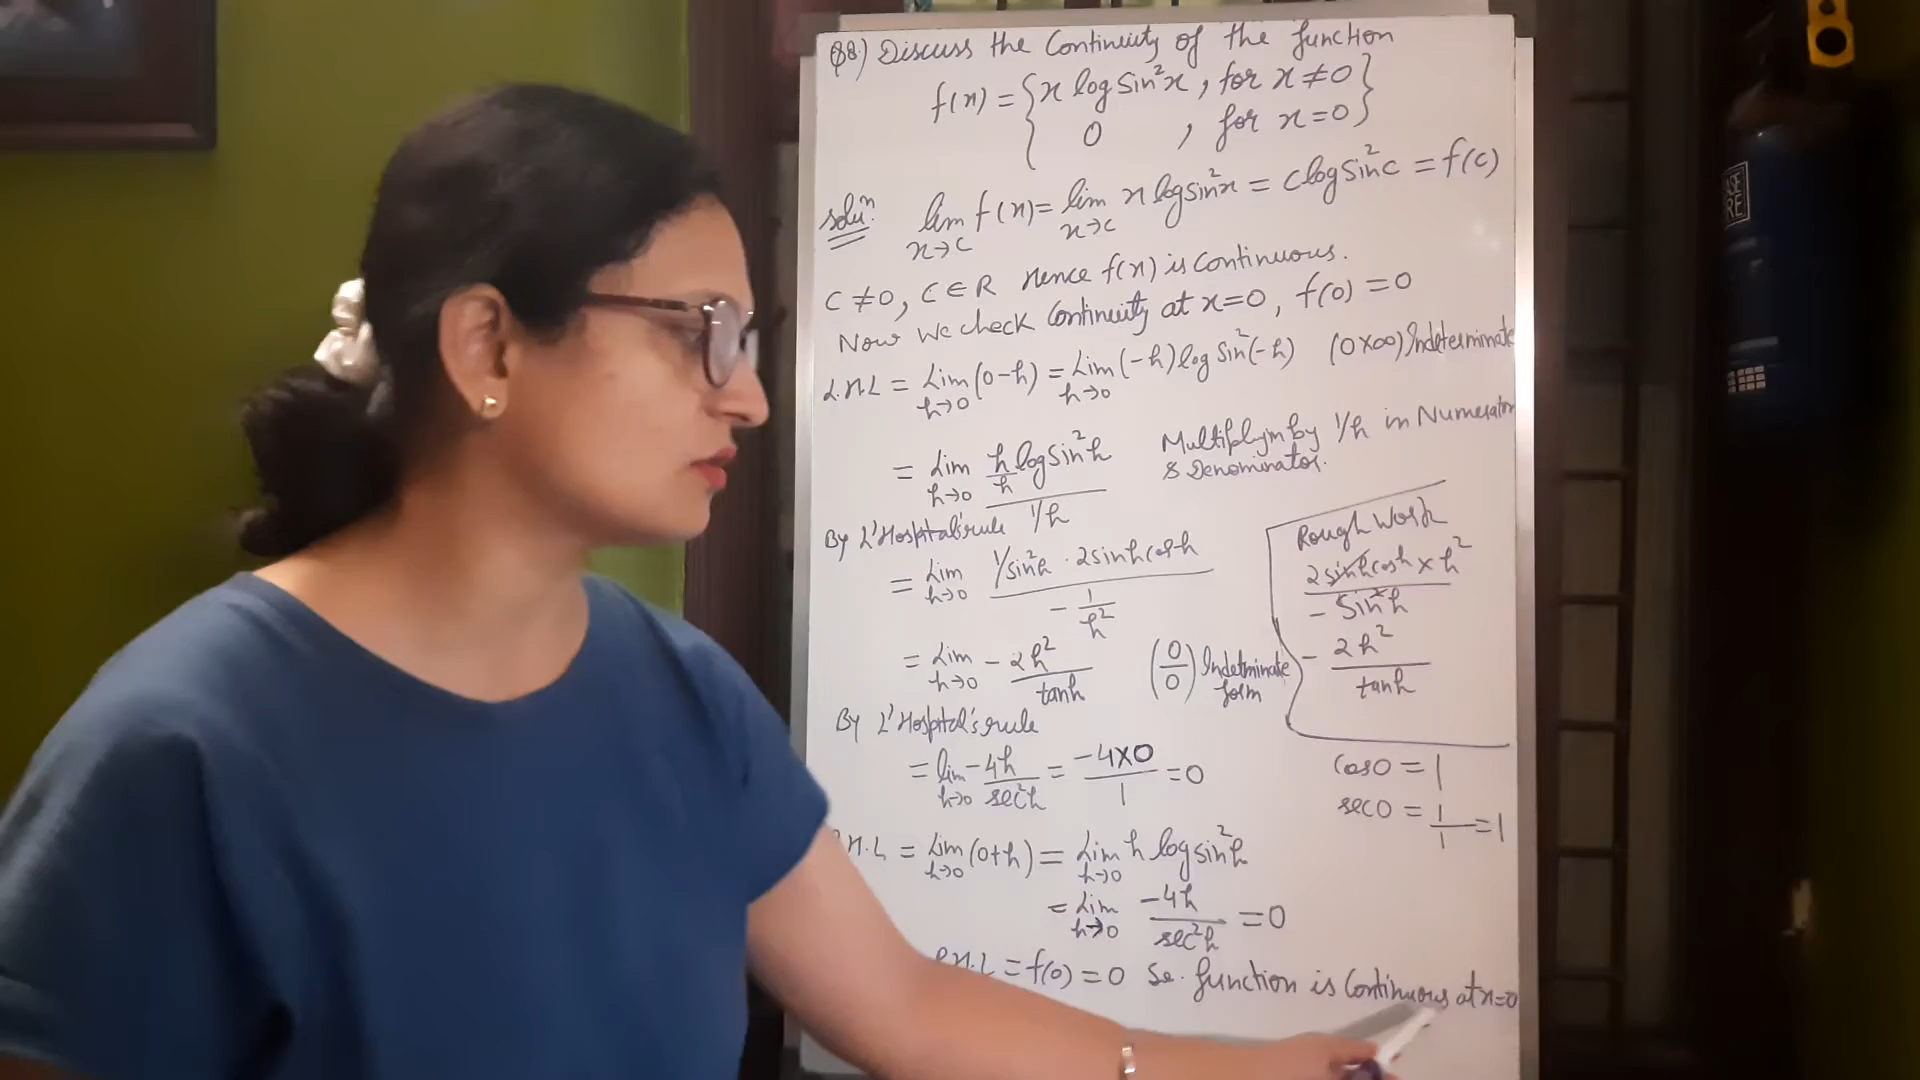 Q8.) Discuss the Continuity of the function
f(x) = { x log sin²x , for x ≠ 0 }
0 , for x = 0
solun: lim x→c f(x) = lim x→c x log sin²x = c log sin²c = f(c)
c ≠ 0, c ∈ R Hence f(x) is continuous.
Now we check Continuity at x = 0, f(0) = 0
L.H.L = Lim h→0 (0-h) = Lim h→0 (-h) log sin²(-h) (0×∞) Indeterminate
= Lim h→0 h/h log sin²h / 1/h Multiplying by 1/h in Numerator
& Denominator.
By L'Hospital's rule
= Lim h→0 1/sin²h · 2 sinh cosh / - 1/h²
= Lim h→0 - 2h²/tanh (0/0) Indetminate form
By L'Hospital's rule
= lim h→0 -4h/sec²h = -4×0/1 = 0
.H.L = Lim h→0 (0+h) = Lim h→0 h log sin²h
= Lim h→0 -4h/sec²h = 0
R.H.L = f(0) = 0 So. function is Continuous at x=0
Rough Work
2 sinh cosh × h² / - sin²h
- 2h²/tanh
cos0 = 1
sec0 = 1/1 = 1
ASE
RE